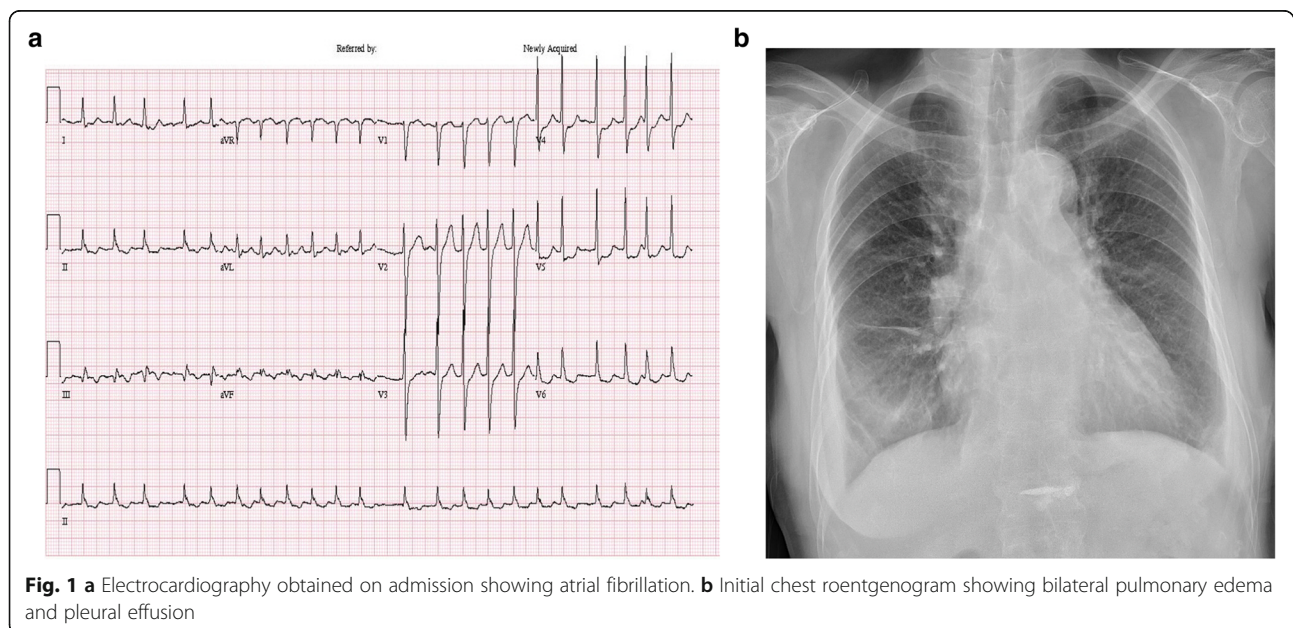 a
b
Referred by:
Newly Acquired
I
aVR
V1
V4
II
aVL
V2
V5
III
aVF
V3
V6
II
Fig. 1 a Electrocardiography obtained on admission showing atrial fibrillation. b Initial chest roentgenogram showing bilateral pulmonary edema
and pleural effusion